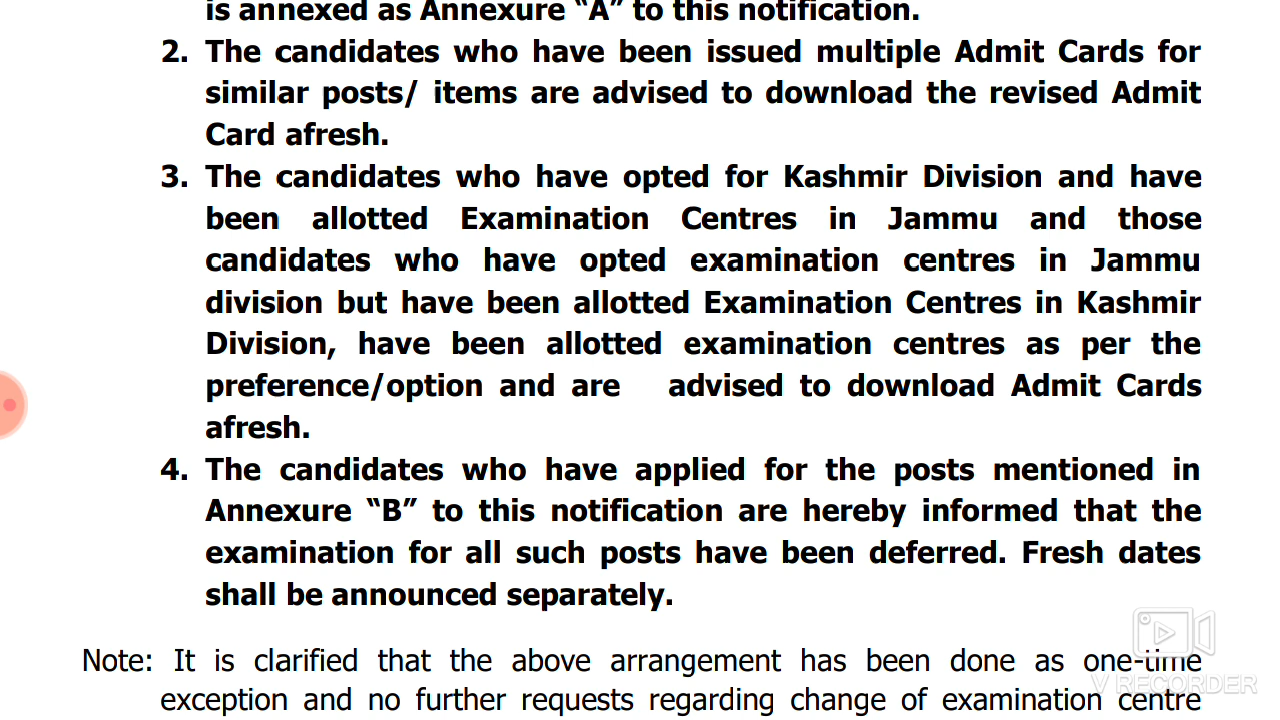 is annexed as Annexure “A” to this notification.
2. The candidates who have been issued multiple Admit Cards for
similar posts/ items are advised to download the revised Admit
Card afresh.
3. The candidates who have opted for Kashmir Division and have
been allotted Examination Centres in Jammu and those
candidates who have opted examination centres in Jammu
division but have been allotted Examination Centres in Kashmir
Division, have been allotted examination centres as per the
preference/option and are advised to download Admit Cards
afresh.
4. The candidates who have applied for the posts mentioned in
Annexure “B” to this notification are hereby informed that the
examination for all such posts have been deferred. Fresh dates
shall be announced separately.
Note: It is clarified that the above arrangement has been done as one-time
exception and no further requests regarding change of examination centre
V RECORDER